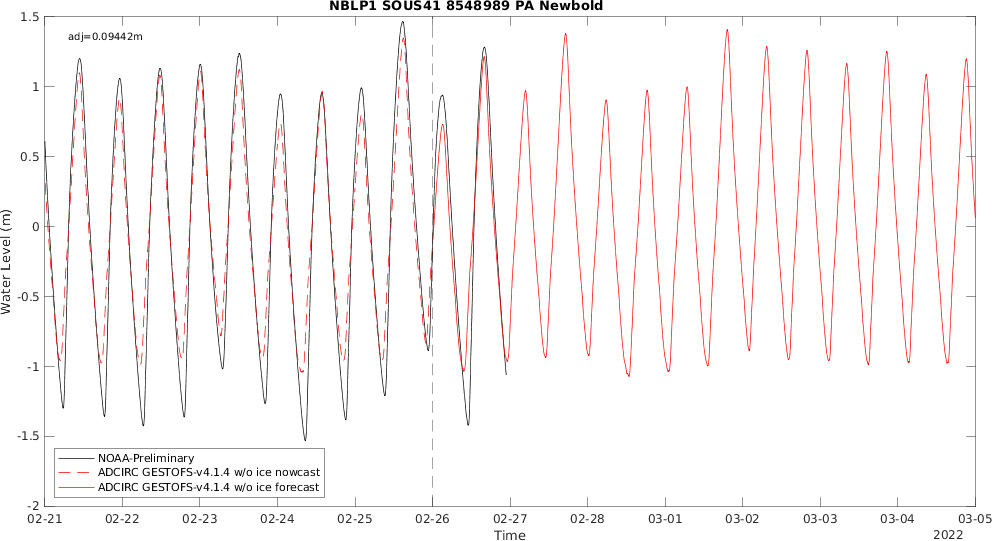 NBLP1 SOUS41 8548989 PA Newbold
adj=0.09442m
1.5
1
0.5
0
-0.5
-1
-1.5
-2
Water Level (m)
NOAA-Preliminary
ADCIRC GESTOFS-v4.1.4 w/o ice nowcast
ADCIRC GESTOFS-v4.1.4 w/o ice forecast
02-21 02-22 02-23 02-24 02-25 02-26 02-27 02-28 03-01 03-02 03-03 03-04 03-05
Time
2022